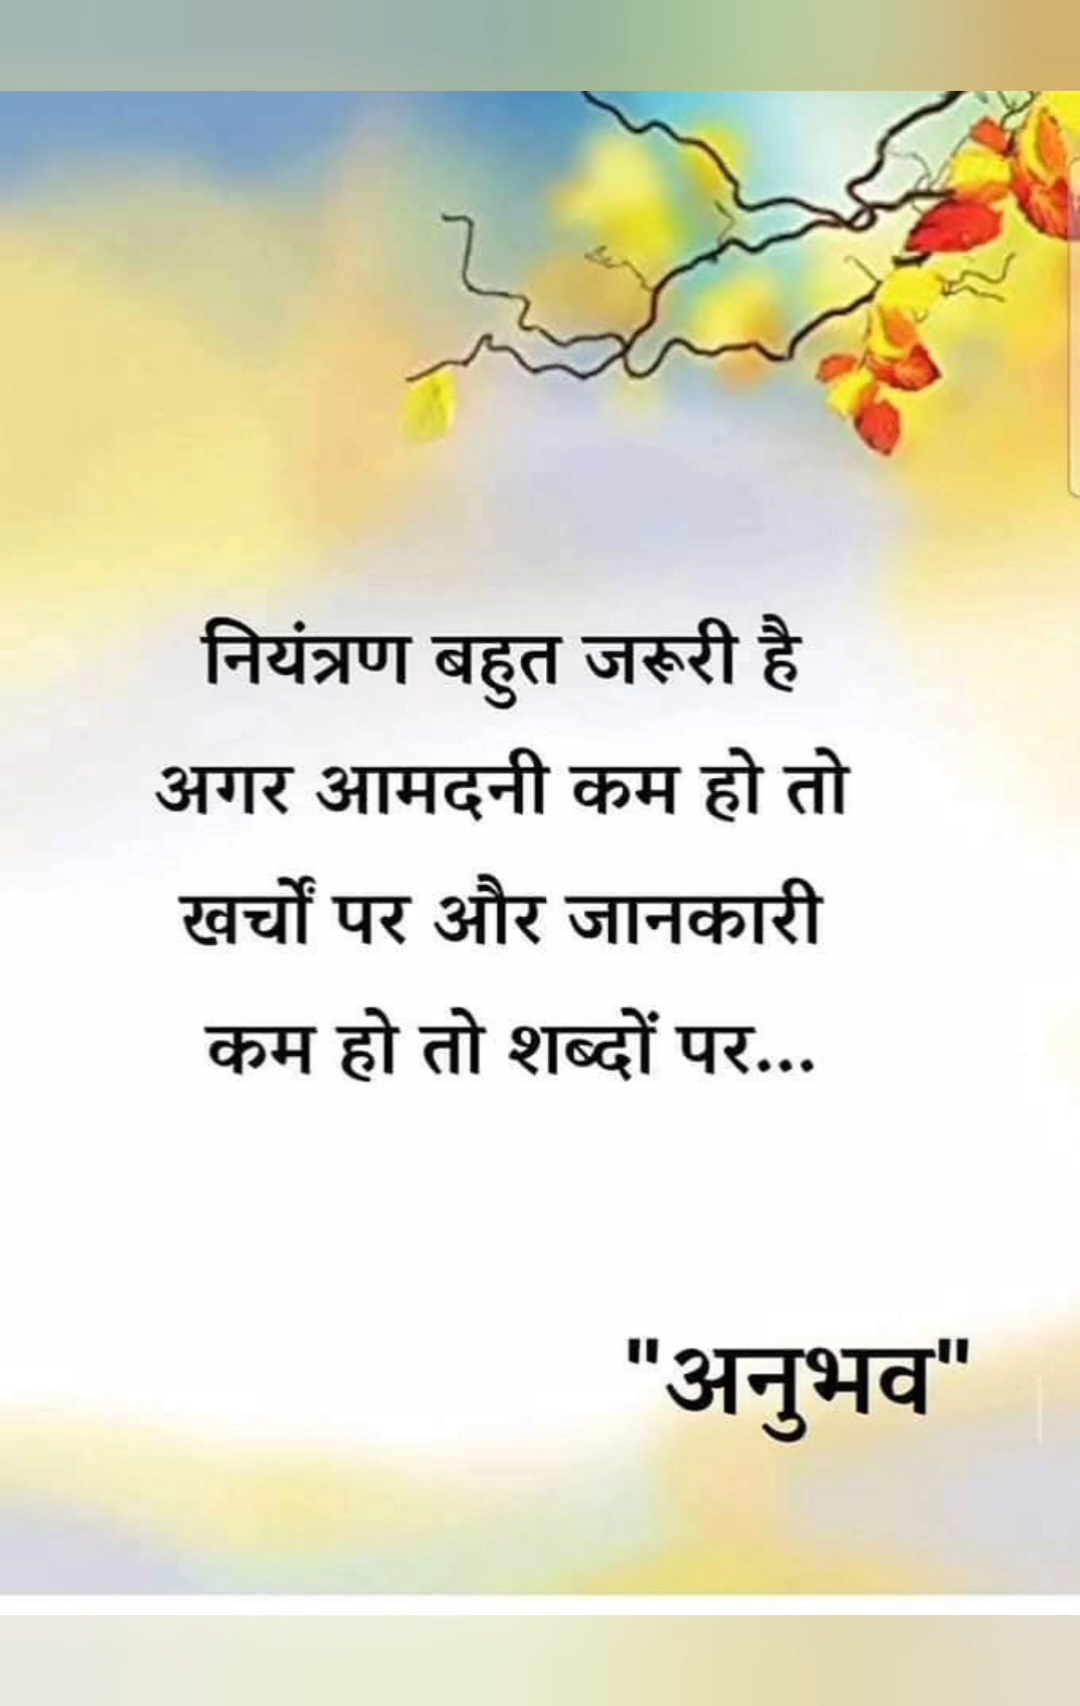 नियंत्रण बहुत जरूरी है
अगर आमदनी कम हो तो
खर्चों पर और जानकारी
कम हो तो शब्दों पर...
"अनुभव"